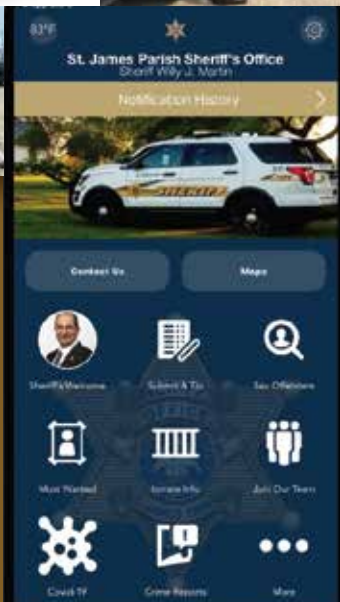 83°F
St. James Parish Sheriff's Office
Sheriff Willy J. Martin
Notification History
SHERIFF
Contact Us
Maps
Sheriff's Welcome
Submit A Tip
Sex Offenders
Most Wanted
Inmate Info
Join Our Team
OFFICE
Covid-19
Crime Reports
More